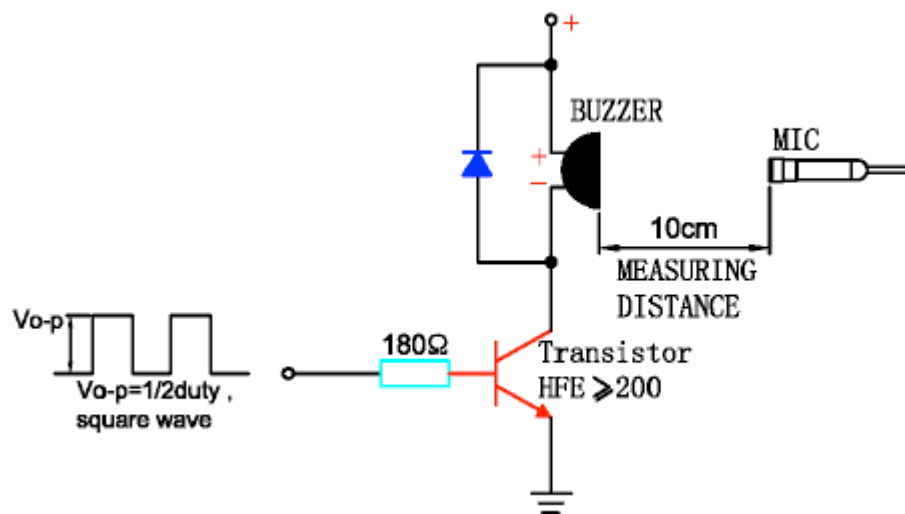 +
BUZZER
MIC
+
−
10cm
MEASURING
DISTANCE
Vo-p
180Ω
Transistor
HFE ⩾200
Vo-p=1/2duty ,
square wave